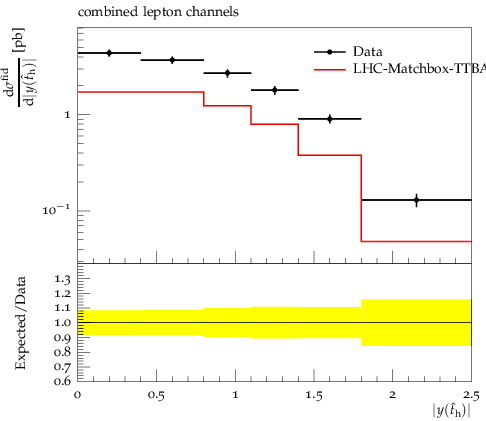 combined lepton channels
dσ^fid / d|y(t̂_h)| [pb]
Data
LHC-Matchbox-TTBA
1
10^−1
Expected/Data
1.3
1.2
1.1
1.0
0.9
0.8
0.7
0.6
0 0.5 1 1.5 2 2.5
|y(t̂_h)|